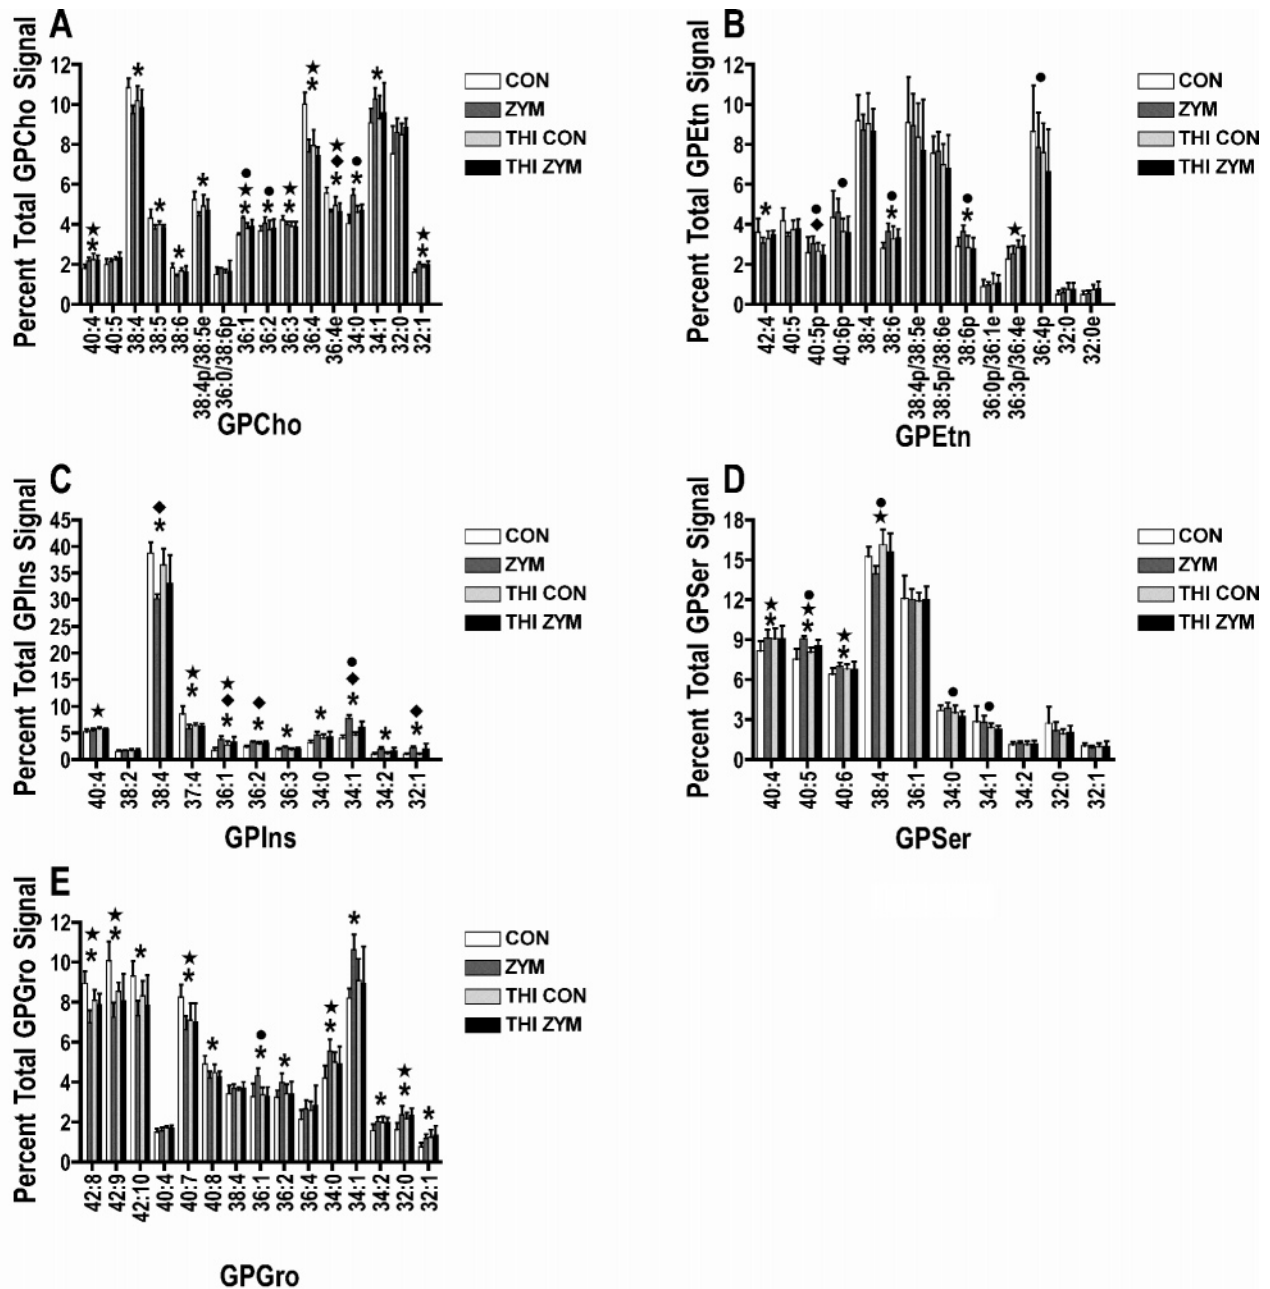 A
Percent Total GPCho Signal
12
10
8
6
4
2
0
40:4
40:5
38:4
38:5
38:6
38:4p/38:5e
36:0/38:6p
36:1
36:2
36:3
36:4
36:4e
34:0
34:1
32:0
32:1
GPCho
CON
ZYM
THI CON
THI ZYM
B
Percent Total GPEtn Signal
12
10
8
6
4
2
0
42:4
40:5
40:5p
40:6p
38:4
38:6
38:4p/38:5e
38:5p/38:6e
38:6p
36:0p/36:1e
36:3p/36:4e
36:4p
32:0
32:0e
GPEtn
CON
ZYM
THI CON
THI ZYM
C
Percent Total GPIns Signal
45
40
35
30
25
20
15
10
5
0
40:4
38:2
38:4
37:4
36:1
36:2
36:3
34:0
34:1
34:2
32:1
GPIns
CON
ZYM
THI CON
THI ZYM
D
Percent Total GPSer Signal
18
15
12
9
6
3
0
40:4
40:5
40:6
38:4
36:1
34:0
34:1
34:2
32:0
32:1
GPSer
CON
ZYM
THI CON
THI ZYM
E
Percent Total GPGro Signal
12
10
8
6
4
2
0
42:8
42:9
42:10
40:4
40:7
40:8
38:4
36:1
36:2
36:4
34:0
34:1
34:2
32:0
32:1
GPGro
CON
ZYM
THI CON
THI ZYM